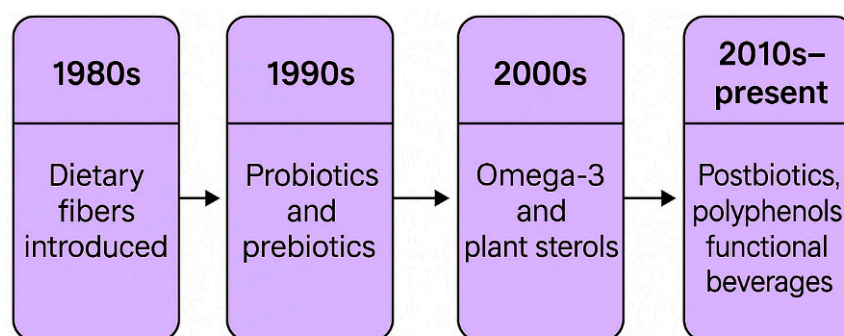 1980s
Dietary
fibers
introduced
1990s
Probiotics
and
prebiotics
2000s
Omega-3
and
plant sterols
2010s–
present
Postbiotics,
polyphenols
functional
beverages